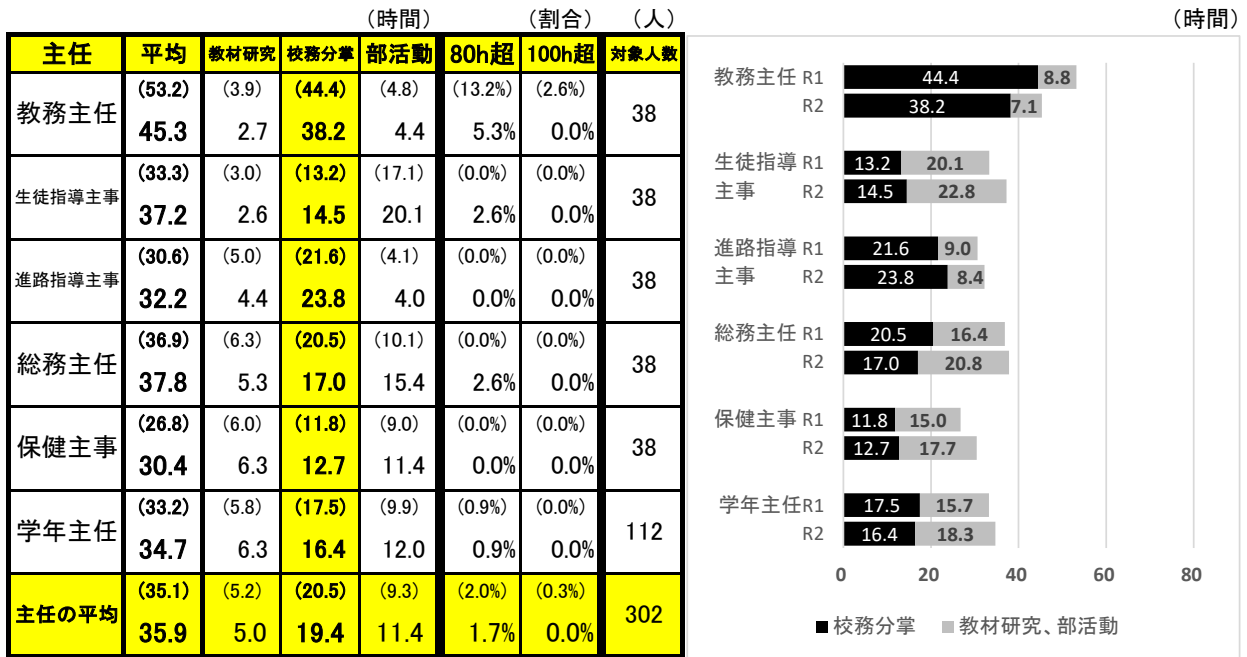 （時間） （割合） （人）
主任 平均 教材研究 校務分掌 部活動 80h超 100h超 対象人数
教務主任 (53.2) (3.9) (44.4) (4.8) (13.2%) (2.6%) 38
45.3 2.7 38.2 4.4 5.3% 0.0%
生徒指導主事 (33.3) (3.0) (13.2) (17.1) (0.0%) (0.0%) 38
37.2 2.6 14.5 20.1 2.6% 0.0%
進路指導主事 (30.6) (5.0) (21.6) (4.1) (0.0%) (0.0%) 38
32.2 4.4 23.8 4.0 0.0% 0.0%
総務主任 (36.9) (6.3) (20.5) (10.1) (0.0%) (0.0%) 38
37.8 5.3 17.0 15.4 2.6% 0.0%
保健主事 (26.8) (6.0) (11.8) (9.0) (0.0%) (0.0%) 38
30.4 6.3 12.7 11.4 0.0% 0.0%
学年主任 (33.2) (5.8) (17.5) (9.9) (0.9%) (0.0%) 112
34.7 6.3 16.4 12.0 0.9% 0.0%
主任の平均 (35.1) (5.2) (20.5) (9.3) (2.0%) (0.3%) 302
35.9 5.0 19.4 11.4 1.7% 0.0%
（時間）
教務主任 R1 44.4 8.8
R2 38.2 7.1
生徒指導 R1 13.2 20.1
主事 R2 14.5 22.8
進路指導 R1 21.6 9.0
主事 R2 23.8 8.4
総務主任 R1 20.5 16.4
R2 17.0 20.8
保健主事 R1 11.8 15.0
R2 12.7 17.7
学年主任R1 17.5 15.7
R2 16.4 18.3
0 20 40 60 80
■校務分掌 ■教材研究、部活動